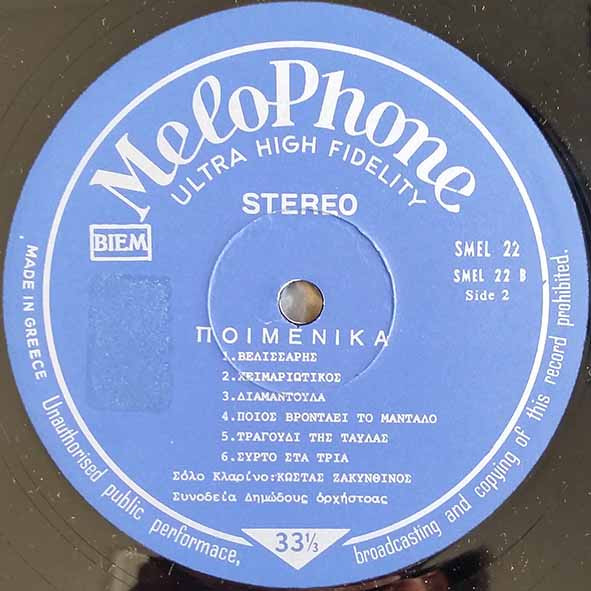 MeloPhone
ULTRA HIGH FIDELITY
STEREO
BIEM
SMEL 22
SMEL 22 B
Side 2
ΠΟΙΜΕΝΙΚΑ
1.ΒΕΛΙΣΣΑΡΗΣ
2.ΧΕΙΜΑΡΙΩΤΙΚΟΣ
3.ΔΙΑΜΑΝΤΟΥΛΑ
4.ΠΟΙΟΣ ΒΡΟΝΤΑΕΙ ΤΟ ΜΑΝΤΑΛΟ
5.ΤΡΑΓΟΥΔΙ ΤΗΣ ΤΑΥΛΑΣ
6.ΣΥΡΤΟ ΣΤΑ ΤΡΙΑ
Σόλο Κλαρίνο:ΚΩΣΤΑΣ ΖΑΚΥΝΘΙΝΟΣ
Συνοδεία Δημώδους όρχήστοας
33⅓
MADE IN GREECE
Unauthorised public performace, broadcasting and copying of this record prohibited.